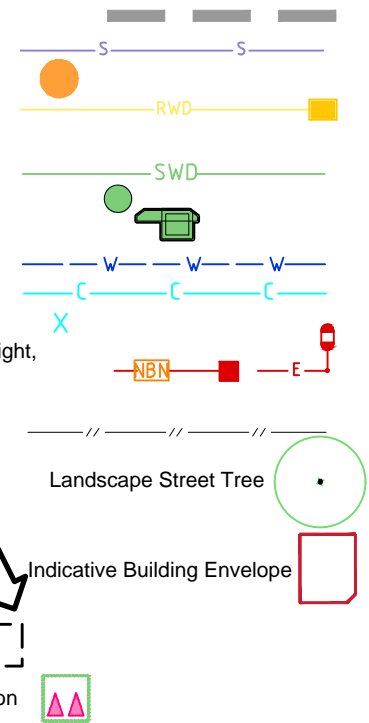 S S
RWD
SWD
W W W
C C C
X
ight,
NBN E
// // //
Landscape Street Tree
Indicative Building Envelope
on